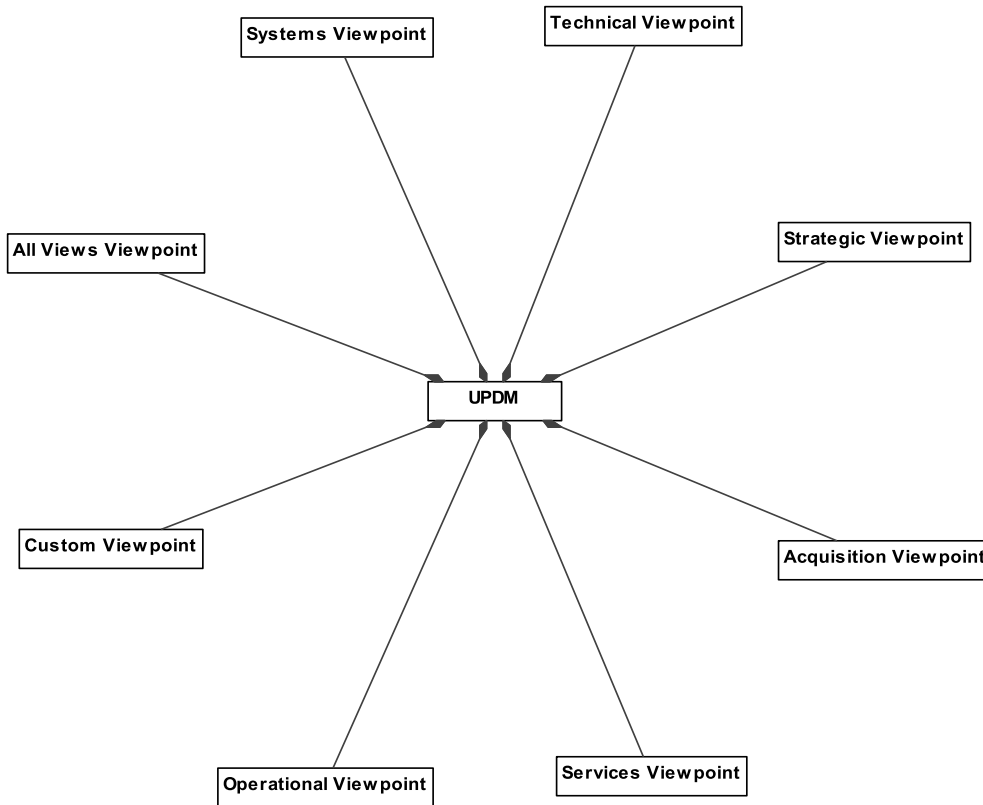 Technical Viewpoint
Systems Viewpoint
Strategic Viewpoint
All Views Viewpoint
UPDM
Custom Viewpoint
Acquisition Viewpoint
Services Viewpoint
Operational Viewpoint